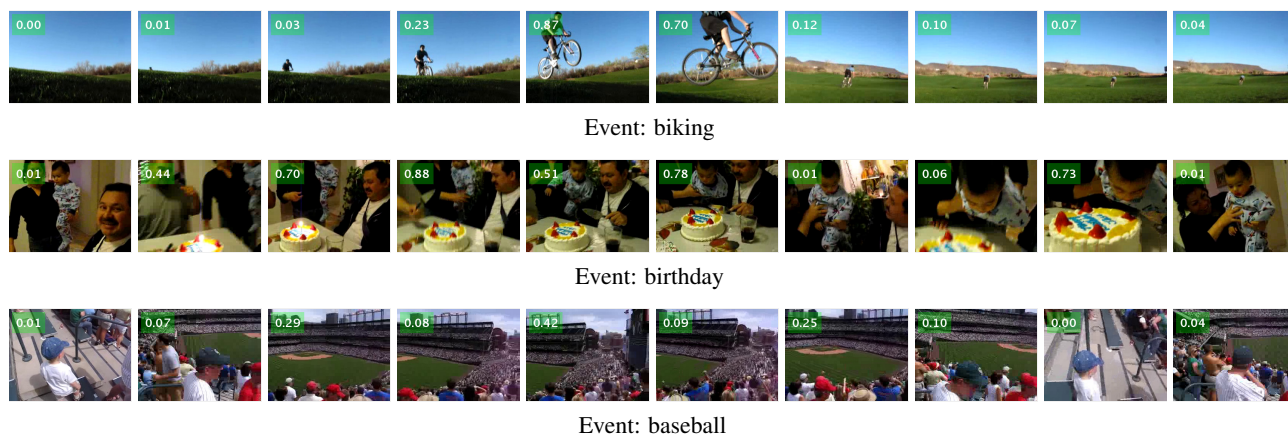 0.00 0.01 0.03 0.23 0.87 0.70 0.12 0.10 0.07 0.04
Event: biking
0.01 0.44 0.70 0.88 0.51 0.78 0.01 0.06 0.73 0.01
Event: birthday
0.01 0.07 0.29 0.08 0.42 0.09 0.25 0.10 0.00 0.04
Event: baseball